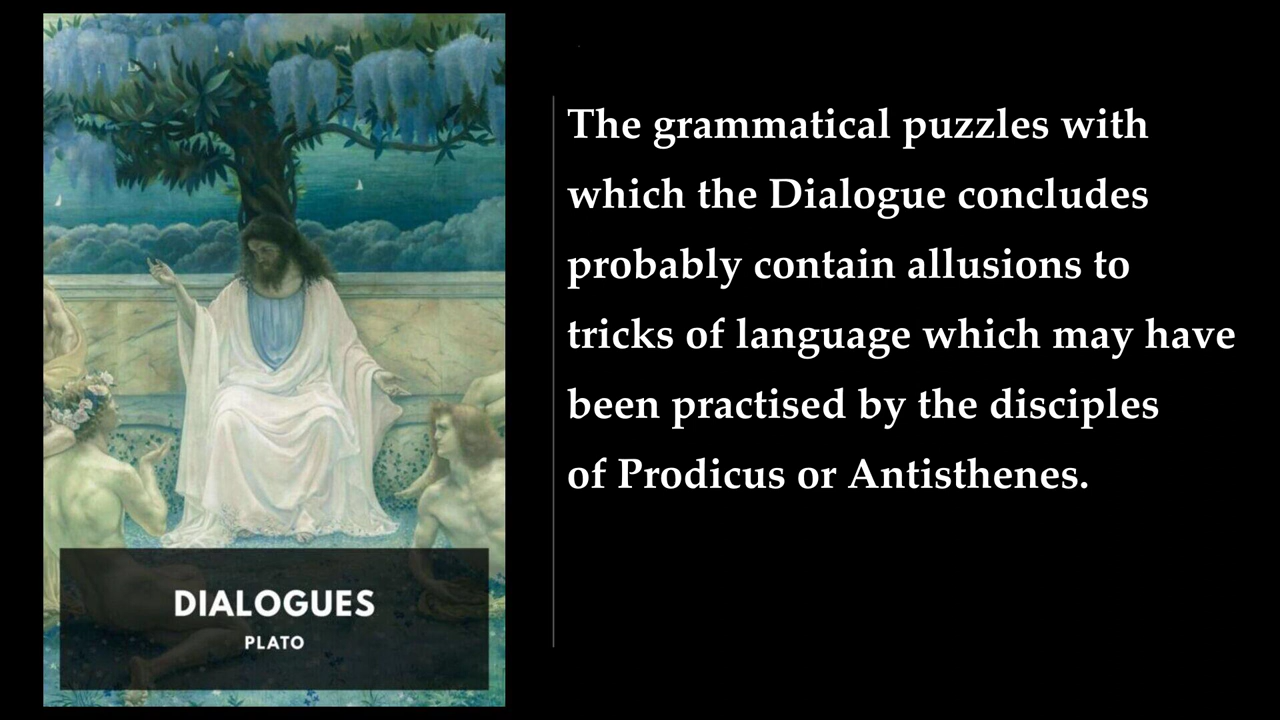 DIALOGUES
PLATO
The grammatical puzzles with
which the Dialogue concludes
probably contain allusions to
tricks of language which may have
been practised by the disciples
of Prodicus or Antisthenes.